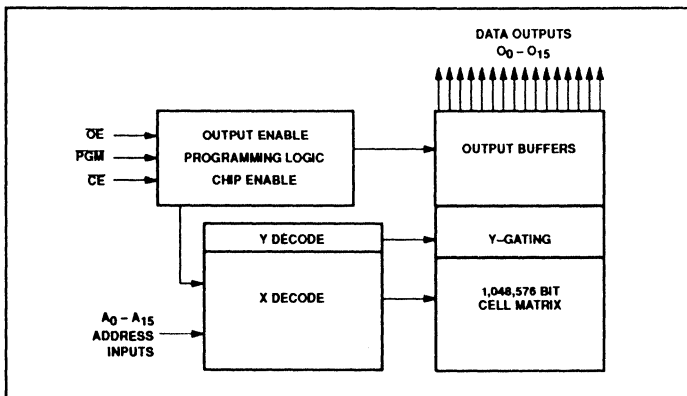 DATA OUTPUTS
O0 – O15
OE
PGM
CE
OUTPUT ENABLE
PROGRAMMING LOGIC
CHIP ENABLE
OUTPUT BUFFERS
Y DECODE
Y–GATING
X DECODE
1,048,576 BIT
CELL MATRIX
A0 – A15
ADDRESS
INPUTS